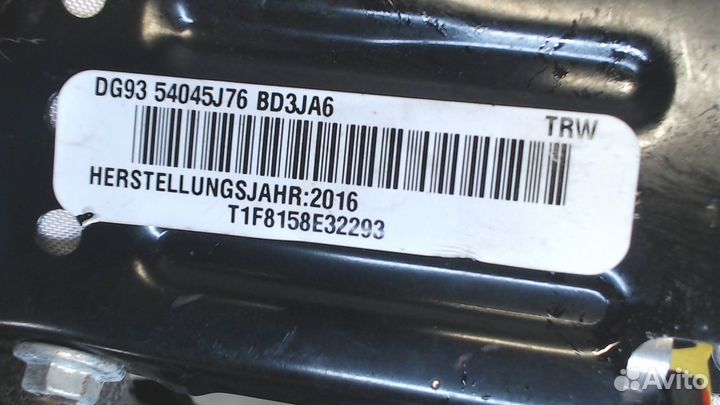 DG93 54045J76 BD3JA6
TRW
HERSTELLUNGSJAHR:2016
T1F8158E32293
Avito